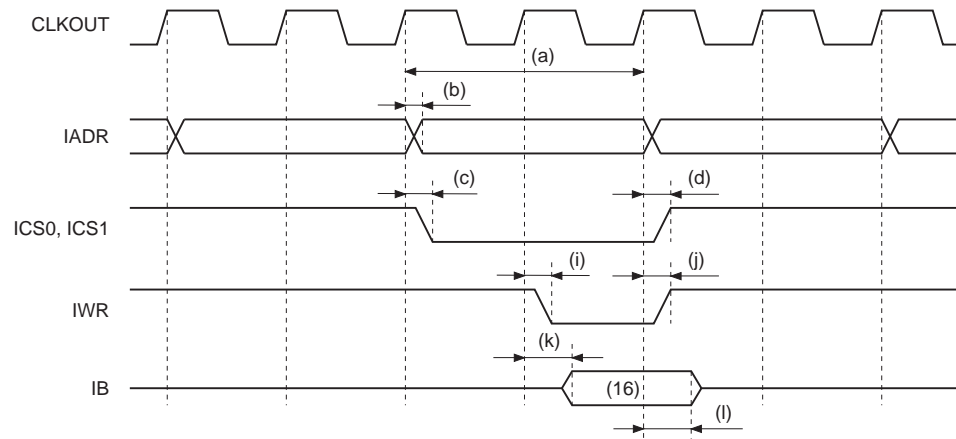 CLKOUT
(a)
(b)
IADR
(c) (d)
ICS0, ICS1
(i) (j)
IWR
(k)
IB (16)
(l)